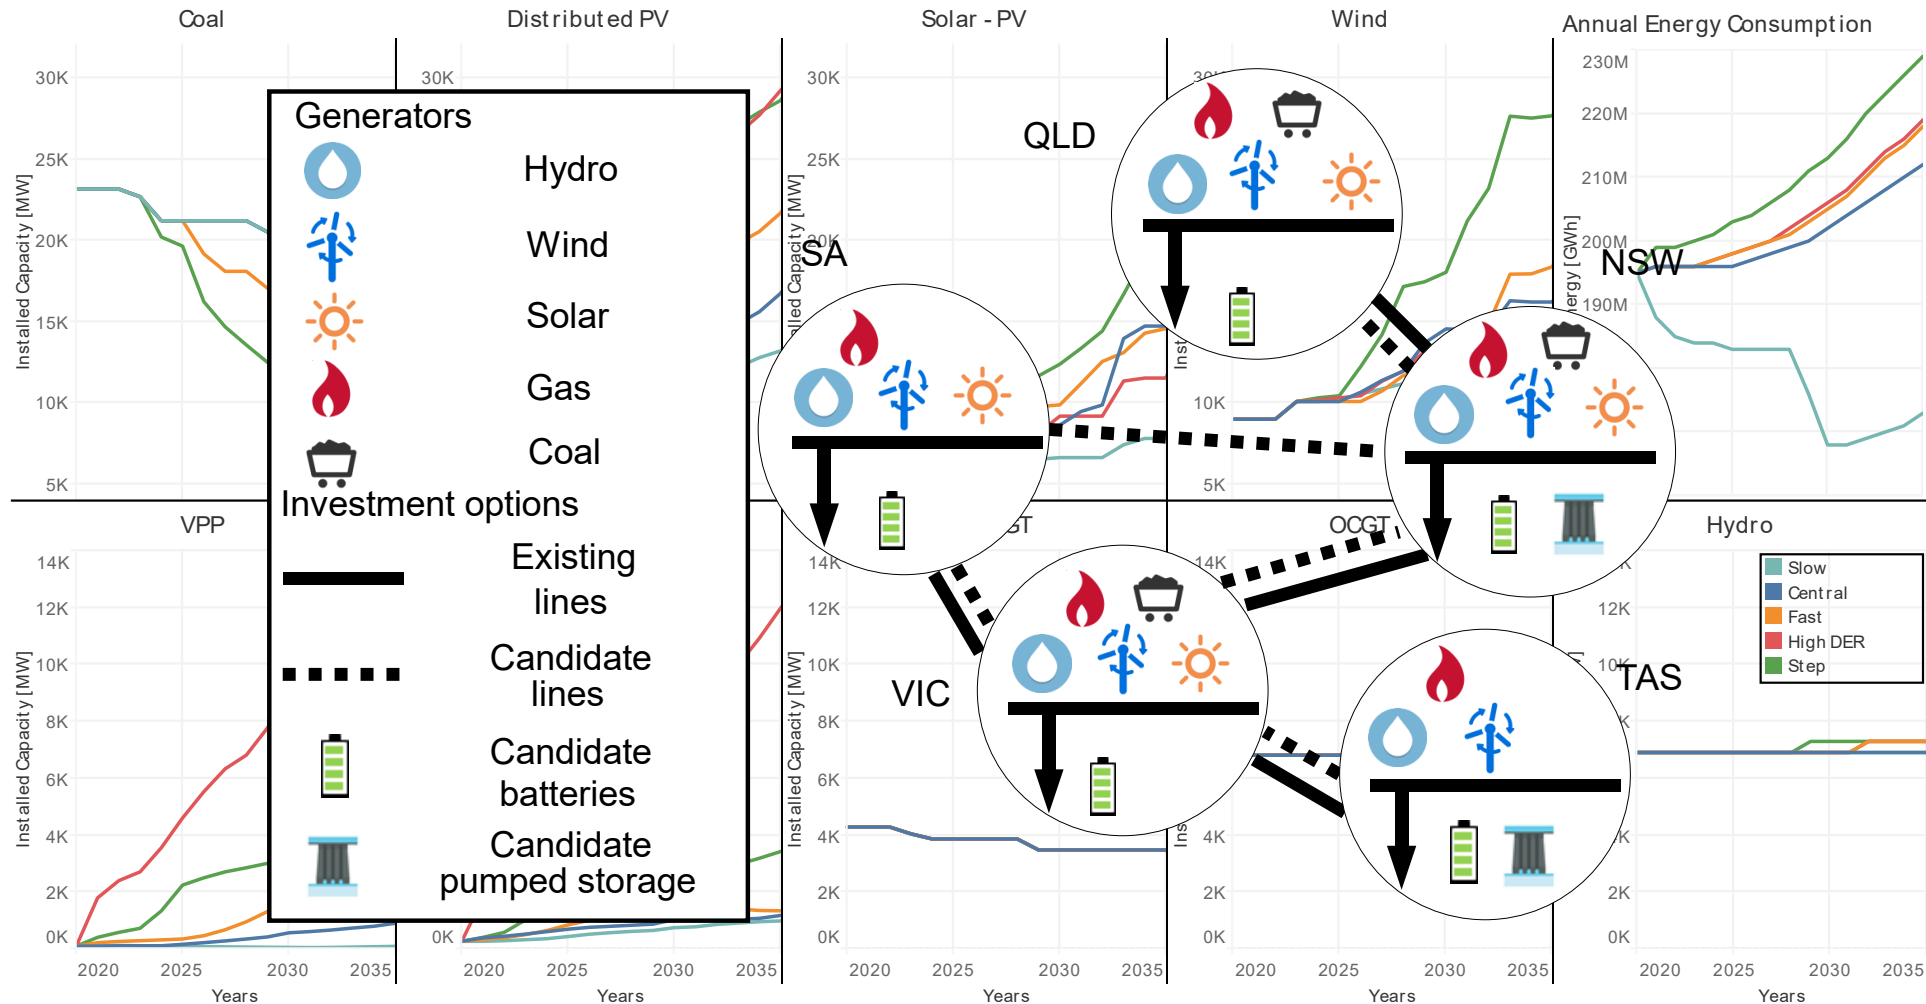 Coal
Distributed PV
Solar - PV
Wind
Annual Energy Consumption
30K
25K
20K
15K
10K
5K
Installed Capacity [MW]
30K
Installed Capacity [MW]
30K
25K
20K
30K
10K
5K
230M
220M
210M
200M
190M
Generators
Hydro
Wind
Solar
Gas
Coal
Investment options
Existing
lines
Candidate
lines
Candidate
batteries
Candidate
pumped storage
QLD
SA
NSW
VIC
TAS
VPP
OCGT
Hydro
Slow
Central
Fast
High DER
Step
14K
12K
10K
8K
6K
4K
2K
0K
Installed Capacity [MW]
0K
14K
12K
10K
8K
6K
4K
2K
0K
Installed Capacity [MW]
14K
4K
2K
0K
12K
10K
0K
2020 2025 2030 2035
Years
2020 2025 2030 2035
Years
2020 2025 2030 2035
Years
2020 2025 2030 2035
Years
2020 2025 2030 2035
Years